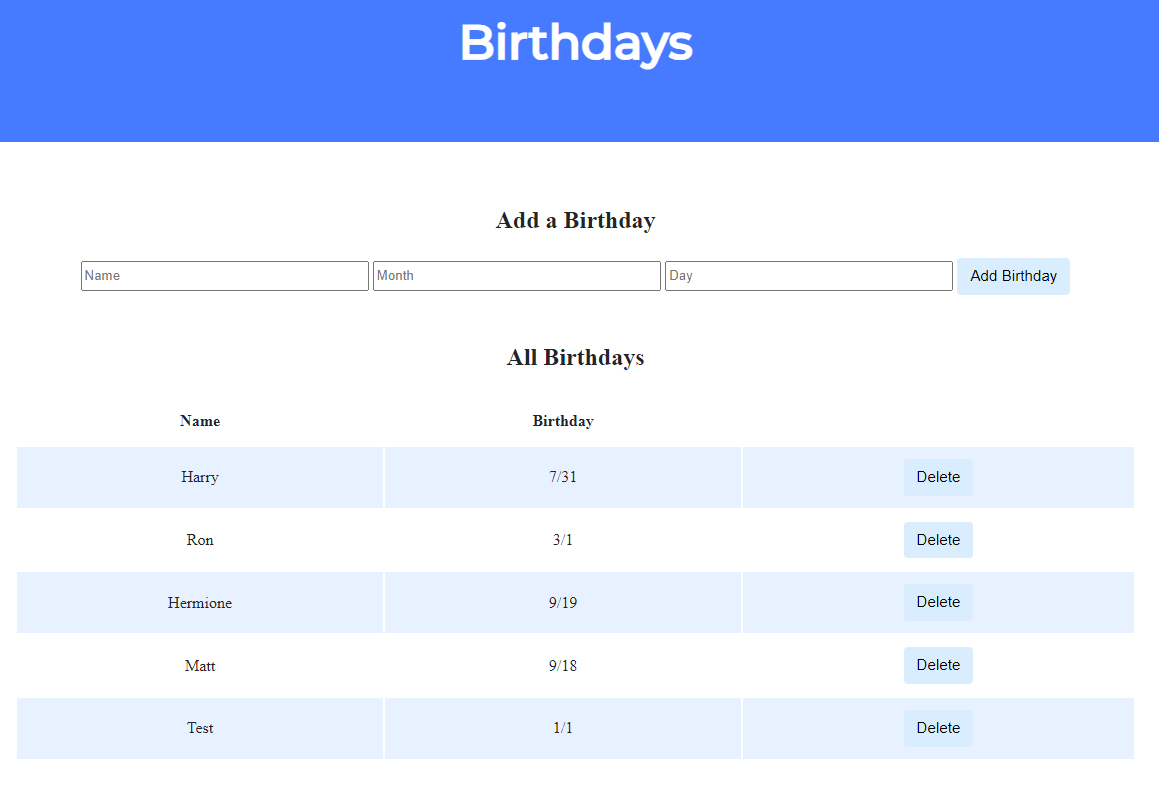 Birthdays
Add a Birthday
Name Month Day Add Birthday
All Birthdays
Name Birthday
Harry 7/31 Delete
Ron 3/1 Delete
Hermione 9/19 Delete
Matt 9/18 Delete
Test 1/1 Delete